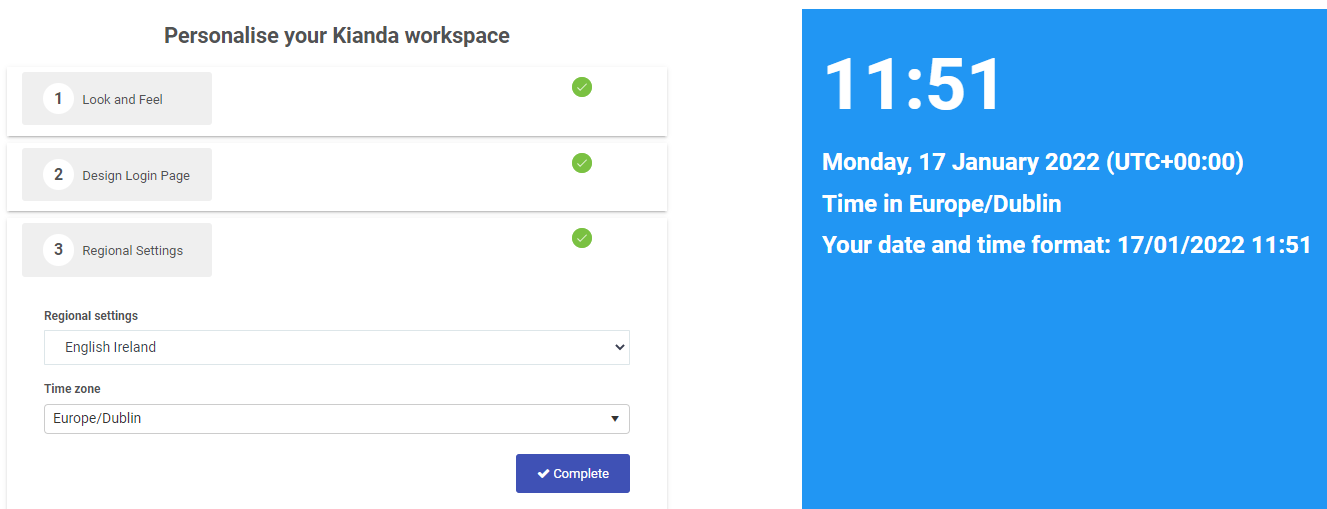 Personalise your Kianda workspace
1 Look and Feel
2 Design Login Page
3 Regional Settings
Regional settings
English Ireland
Time zone
Europe/Dublin
Complete
11:51
Monday, 17 January 2022 (UTC+00:00)
Time in Europe/Dublin
Your date and time format: 17/01/2022 11:51